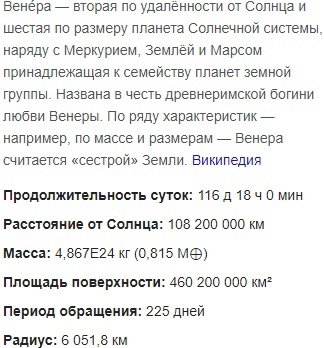 Вене́ра — вторая по удалённости от Солнца и
шестая по размеру планета Солнечной системы,
наряду с Меркурием, Землёй и Марсом
принадлежащая к семейству планет земной
группы. Названа в честь древнеримской богини
любви Венеры. По ряду характеристик —
например, по массе и размерам — Венера
считается «сестрой» Земли. Википедия
Продолжительность суток: 116 д 18 ч 0 мин
Расстояние от Солнца: 108 200 000 км
Масса: 4,867E24 кг (0,815 M⊕)
Площадь поверхности: 460 200 000 км²
Период обращения: 225 дней
Радиус: 6 051,8 км